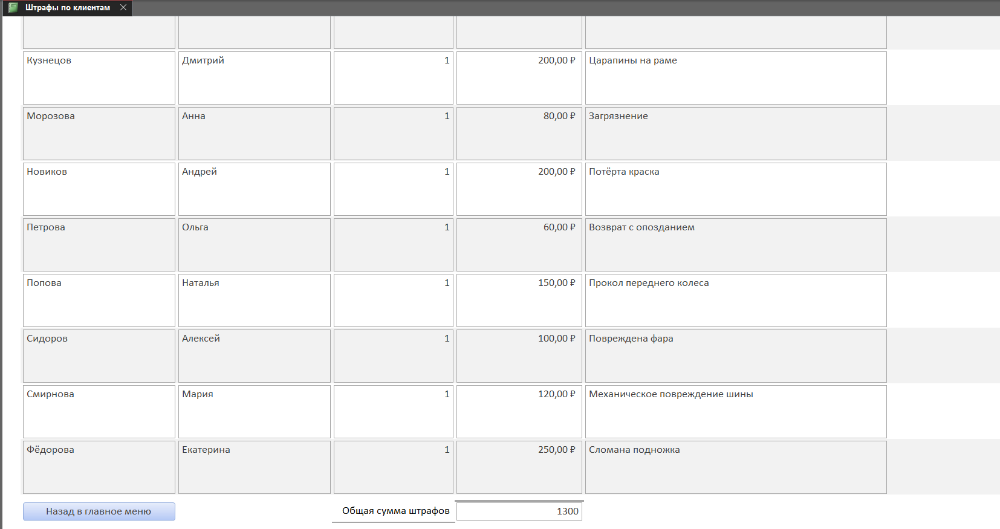 Штрафы по клиентам
Кузнецов Дмитрий 1 200,00 ₽ Царапины на раме
Морозова Анна 1 80,00 ₽ Загрязнение
Новиков Андрей 1 200,00 ₽ Потёрта краска
Петрова Ольга 1 60,00 ₽ Возврат с опозданием
Попова Наталья 1 150,00 ₽ Прокол переднего колеса
Сидоров Алексей 1 100,00 ₽ Повреждена фара
Смирнова Мария 1 120,00 ₽ Механическое повреждение шины
Фёдорова Екатерина 1 250,00 ₽ Сломана подножка
Назад в главное меню Общая сумма штрафов 1300